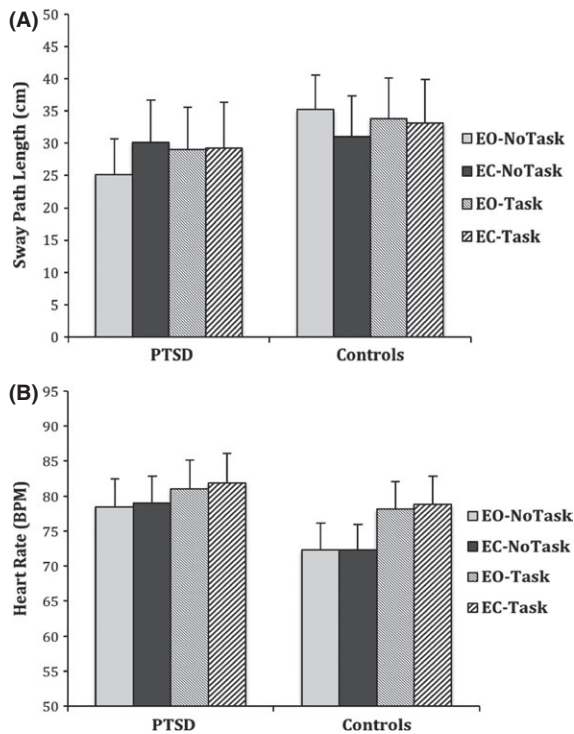 (A)
50
45
40
35
30
25
20
15
10
5
0
Sway Path Length (cm)
PTSD
Controls
EO-NoTask
EC-NoTask
EO-Task
EC-Task
(B)
95
90
85
80
75
70
65
60
55
50
Heart Rate (BPM)
PTSD
Controls
EO-NoTask
EC-NoTask
EO-Task
EC-Task